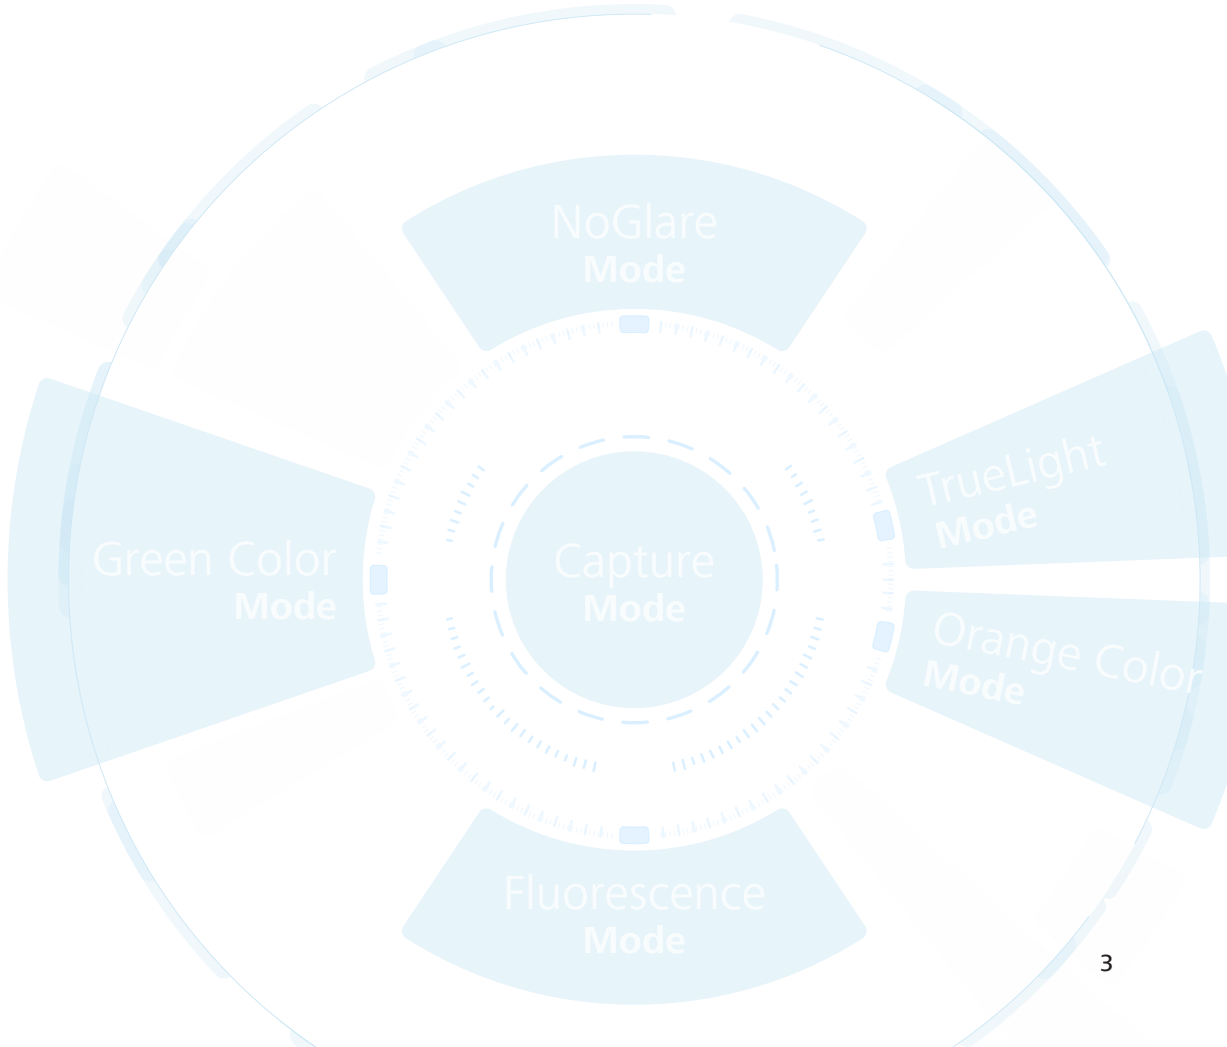 NoGlare
Mode
TrueLight
Mode
Green Color
Mode
Capture
Mode
Orange Color
Mode
Fluorescence
Mode
3